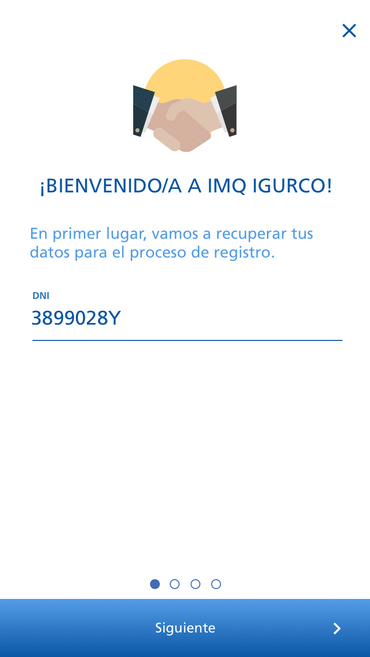 ¡BIENVENIDO/A A IMQ IGURCO!
En primer lugar, vamos a recuperar tus
datos para el proceso de registro.
DNI
3899028Y
Siguiente